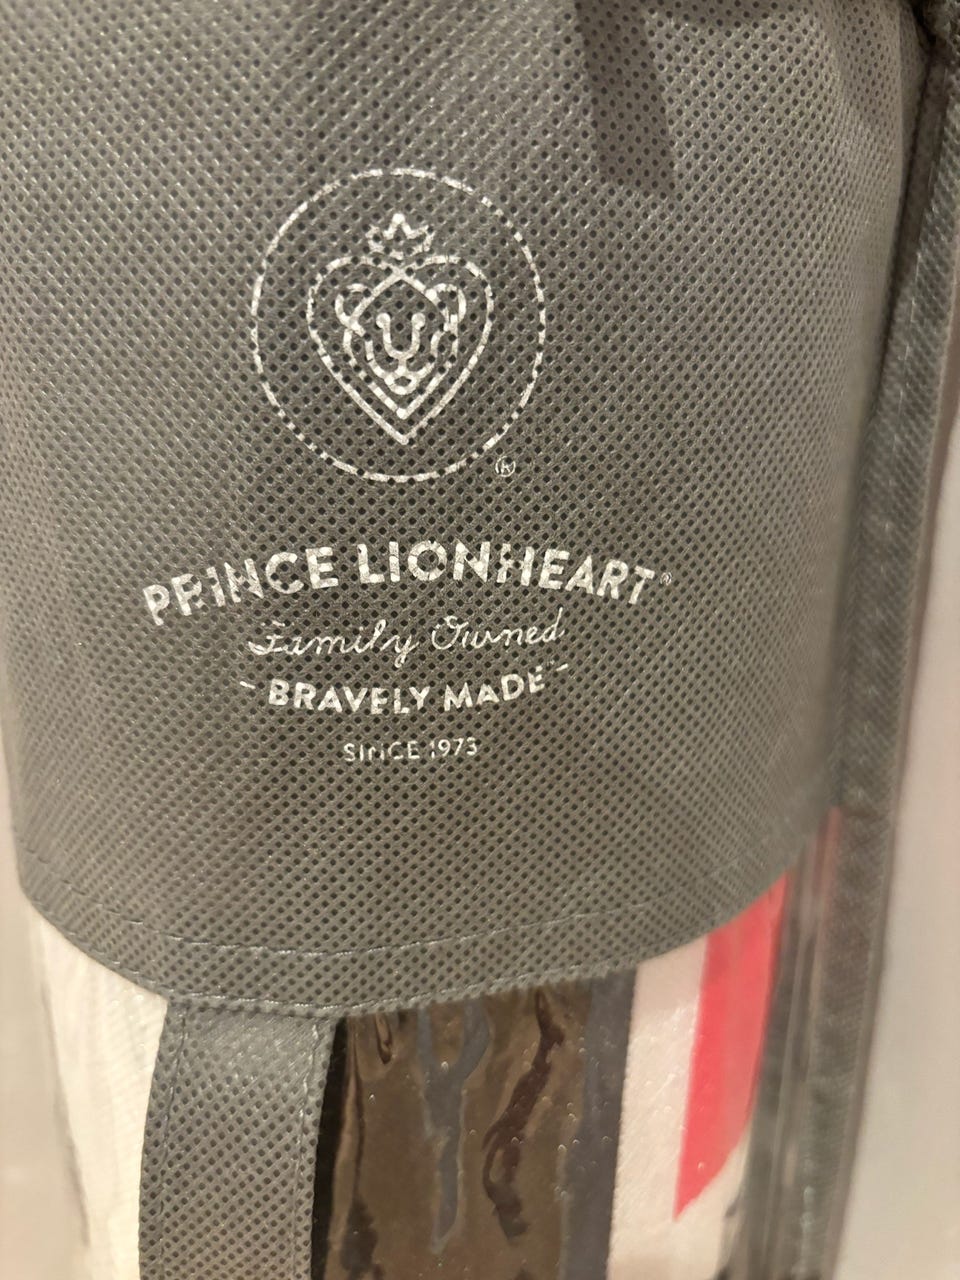 ®
PRINCE LIONHEART®
Family Owned
- BRAVELY MADE -
SINCE 1973